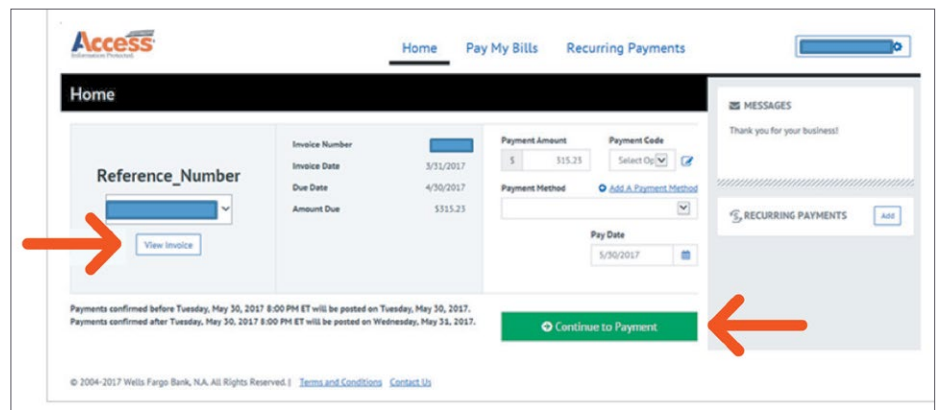 Access
Information Protected.
Home Pay My Bills Recurring Payments
Home
Reference_Number
View Invoice
Invoice Number
Invoice Date 3/31/2017
Due Date 4/30/2017
Amount Due $315.23
Payment Amount Payment Code
$ 315.23 Select Op
Payment Method Add A Payment Method
Pay Date
5/30/2017
MESSAGES
Thank you for your business!
RECURRING PAYMENTS Add
Payments confirmed before Tuesday, May 30, 2017 8:00 PM ET will be posted on Tuesday, May 30, 2017.
Payments confirmed after Tuesday, May 30, 2017 8:00 PM ET will be posted on Wednesday, May 31, 2017.
Continue to Payment
© 2004-2017 Wells Fargo Bank, N.A. All Rights Reserved. | Terms and Conditions Contact Us